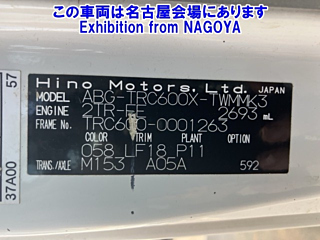 この車両は名古屋会場にあります
Exhibition from NAGOYA
57
37A00
Hino Motors, Ltd. JAPAN
MODEL ABG-TRC600X-TWMMK3
ENGINE 2TR-FE 2693 mL
FRAME NO. TRC600-0001263
COLOR TRIM PLANT OPTION
058 LF18 P11
TRANS./AXLE M153 A05A 592